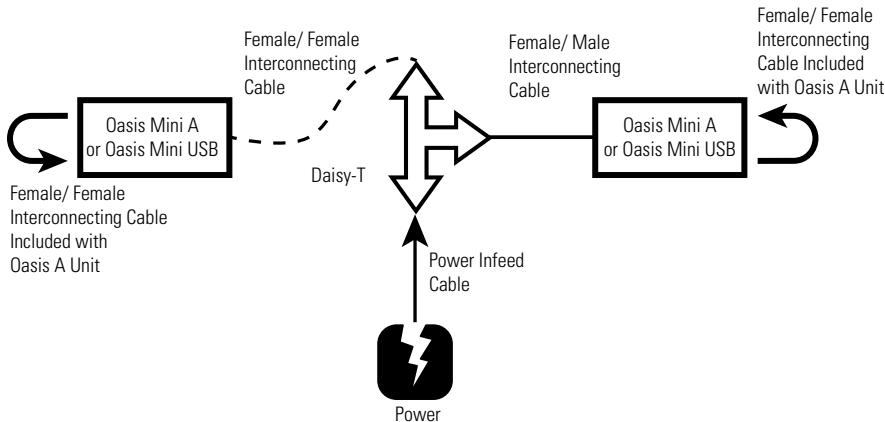 Female/ Female
Interconnecting
Cable
Female/ Male
Interconnecting
Cable
Female/ Female
Interconnecting
Cable Included
with Oasis A Unit
Oasis Mini A
or Oasis Mini USB
Oasis Mini A
or Oasis Mini USB
Daisy-T
Female/ Female
Interconnecting Cable
Included with
Oasis A Unit
Power Infeed
Cable
Power